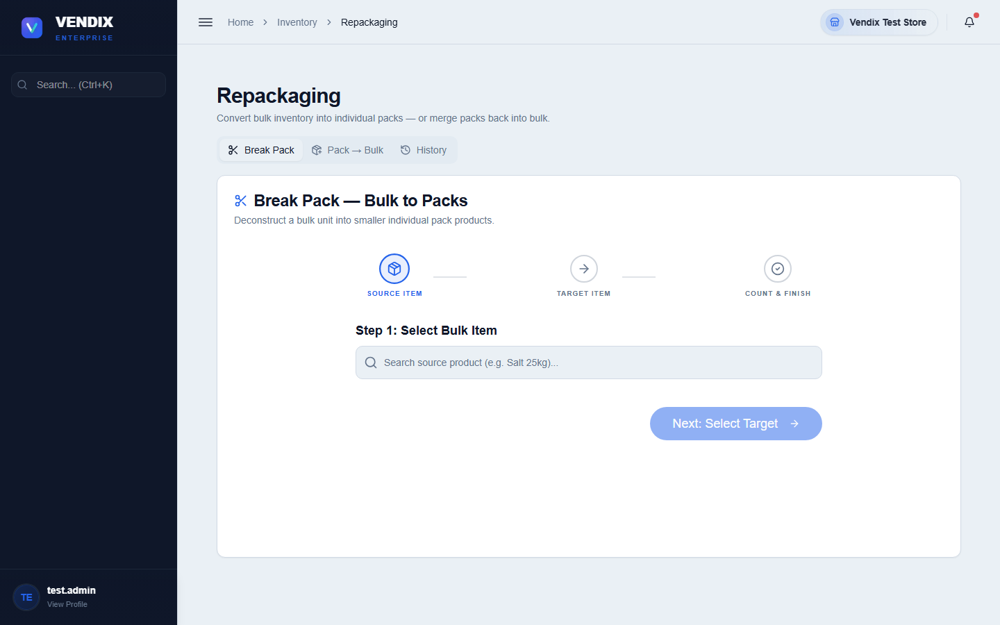 VENDIX
ENTERPRISE
Search... (Ctrl+K)
Home
Inventory
Repackaging
Vendix Test Store
Repackaging
Convert bulk inventory into individual packs — or merge packs back into bulk.
Break Pack
Pack → Bulk
History
Break Pack — Bulk to Packs
Deconstruct a bulk unit into smaller individual pack products.
SOURCE ITEM
TARGET ITEM
COUNT & FINISH
Step 1: Select Bulk Item
Search source product (e.g. Salt 25kg)...
Next: Select Target
TE
test.admin
View Profile